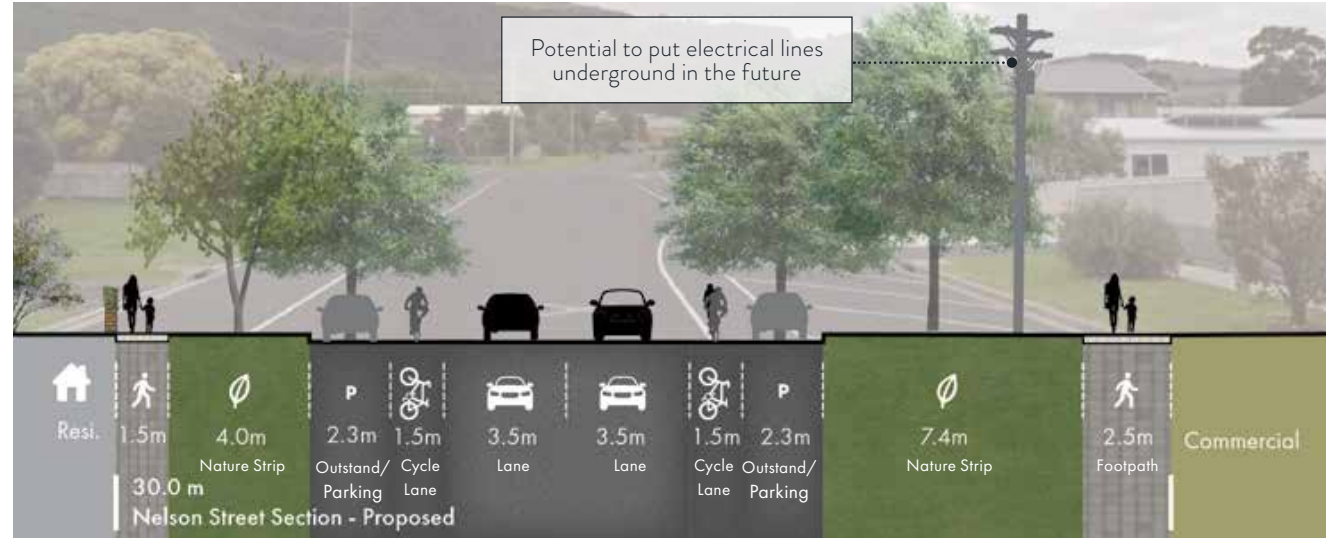 Potential to put electrical lines
underground in the future
Resi.
1.5m
4.0m
Nature Strip
P
2.3m
Outstand/
Parking
1.5m
Cycle
Lane
3.5m
Lane
3.5m
Lane
1.5m
Cycle
Lane
P
2.3m
Outstand/
Parking
7.4m
Nature Strip
2.5m
Footpath
Commercial
30.0 m
Nelson Street Section - Proposed